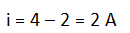 i = 4 – 2 = 2 A